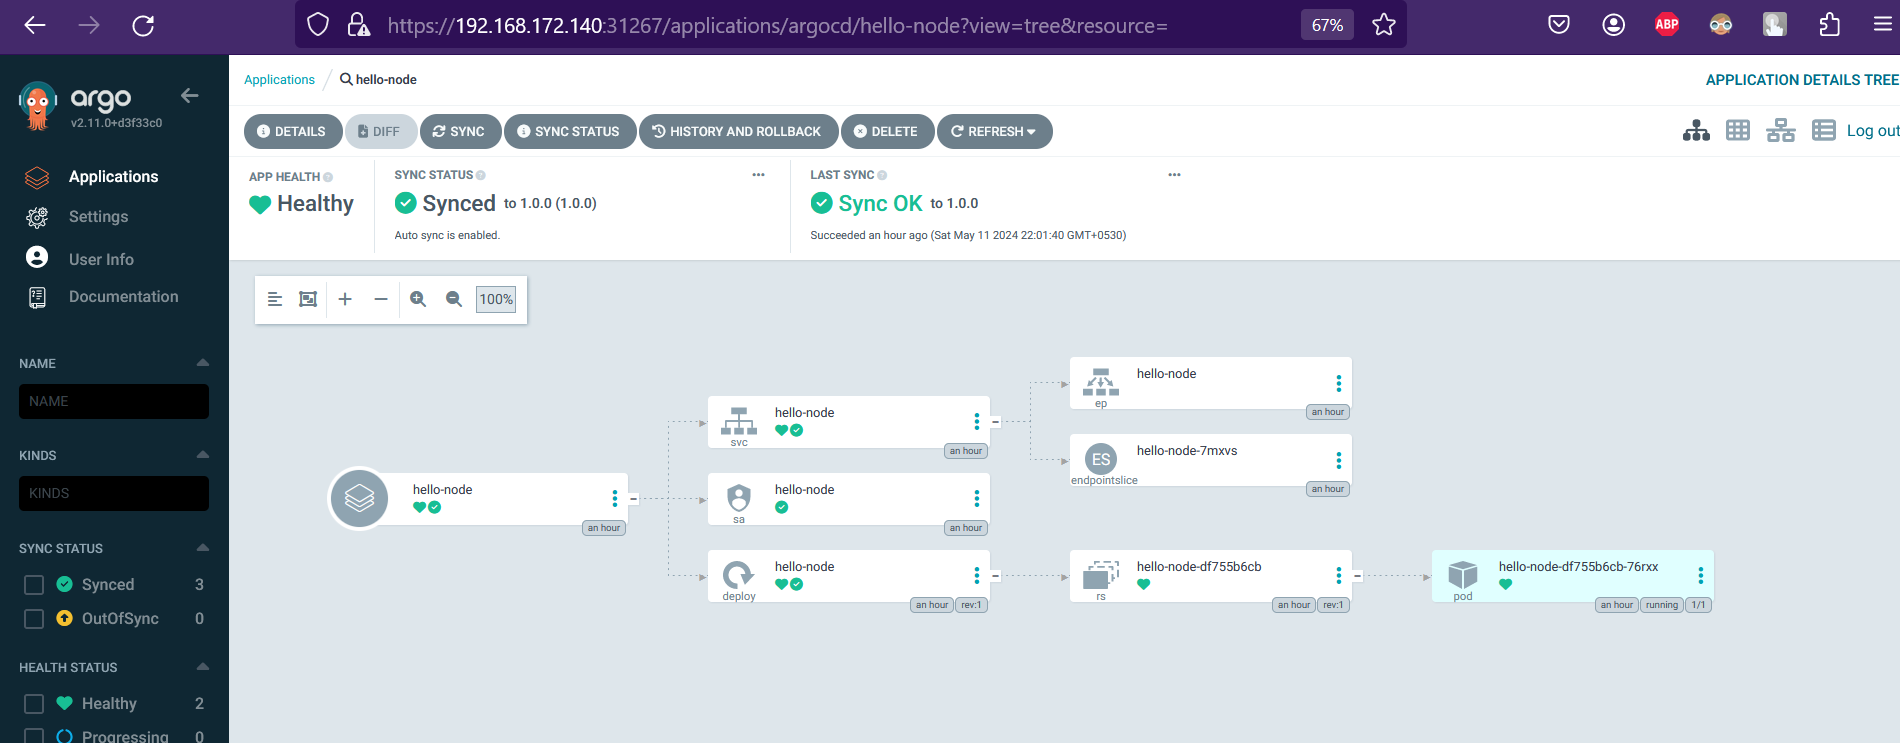 https://192.168.172.140:31267/applications/argocd/hello-node?view=tree&resource=
67%
ABP
argo
v2.11.0+d3f33c0
Applications
Settings
User Info
Documentation
NAME
NAME
KINDS
KINDS
SYNC STATUS
Synced 3
OutOfSync 0
HEALTH STATUS
Healthy 2
Progressing 0
Applications / hello-node
APPLICATION DETAILS TREE
DETAILS DIFF SYNC SYNC STATUS HISTORY AND ROLLBACK DELETE REFRESH
Log out
APP HEALTH
Healthy
SYNC STATUS
Synced to 1.0.0 (1.0.0)
Auto sync is enabled.
LAST SYNC
Sync OK to 1.0.0
Succeeded an hour ago (Sat May 11 2024 22:01:40 GMT+0530)
100%
hello-node
an hour
hello-node
svc
an hour
hello-node
sa
an hour
hello-node
deploy
an hour rev:1
hello-node
ep
an hour
ES
hello-node-7mxvs
endpointslice
an hour
hello-node-df755b6cb
rs
an hour rev:1
hello-node-df755b6cb-76rxx
pod
an hour running 1/1